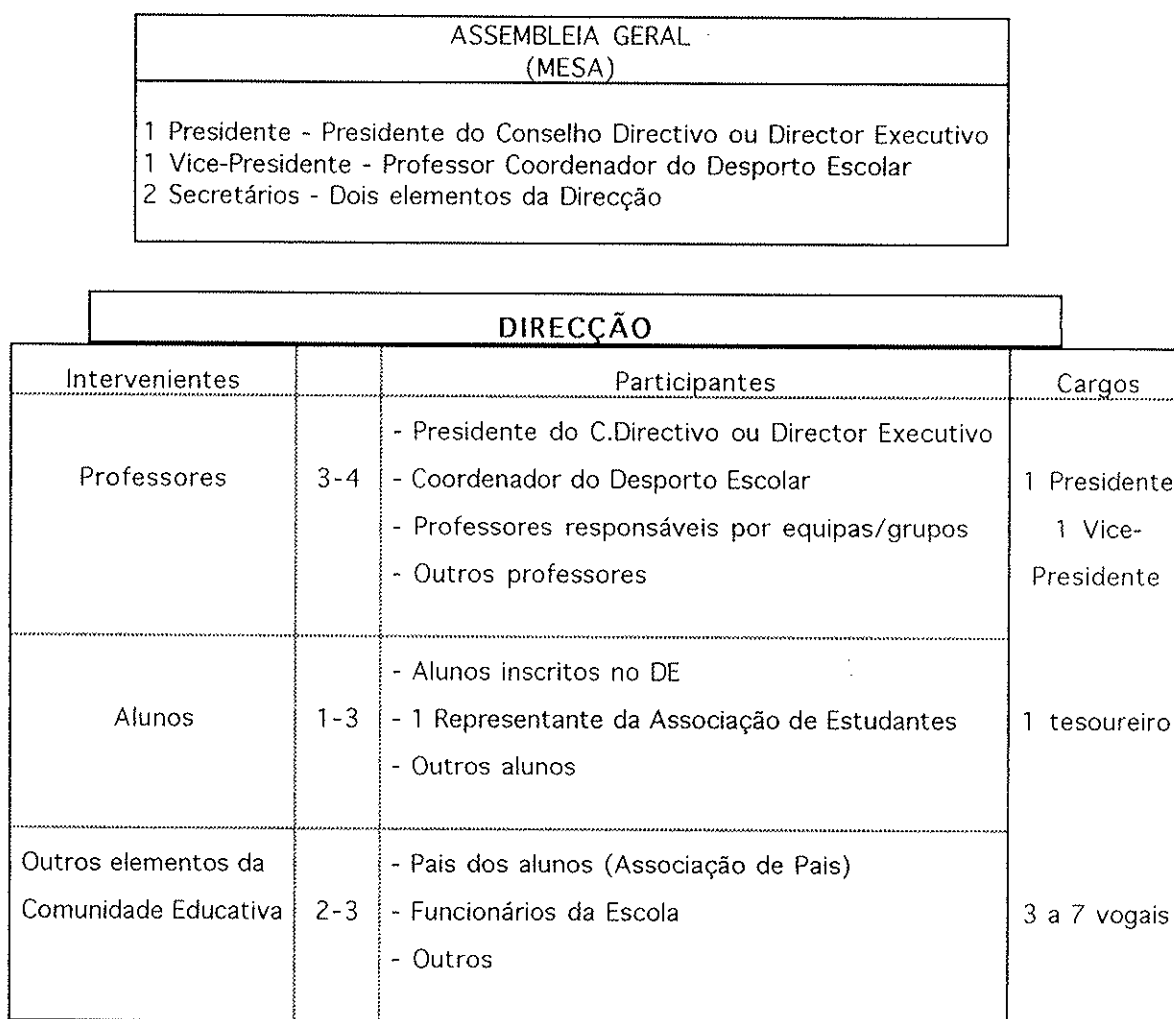 ASSEMBLEIA GERAL
(MESA)
1 Presidente - Presidente do Conselho Directivo ou Director Executivo
1 Vice-Presidente - Professor Coordenador do Desporto Escolar
2 Secretários - Dois elementos da Direcção
DIRECÇÃO
Intervenientes
Participantes
Cargos
Professores
3-4
- Presidente do C.Directivo ou Director Executivo
- Coordenador do Desporto Escolar
- Professores responsáveis por equipas/grupos
- Outros professores
1 Presidente
1 Vice-
Presidente
Alunos
1-3
- Alunos inscritos no DE
- 1 Representante da Associação de Estudantes
- Outros alunos
1 tesoureiro
Outros elementos da
Comunidade Educativa
2-3
- Pais dos alunos (Associação de Pais)
- Funcionários da Escola
- Outros
3 a 7 vogais